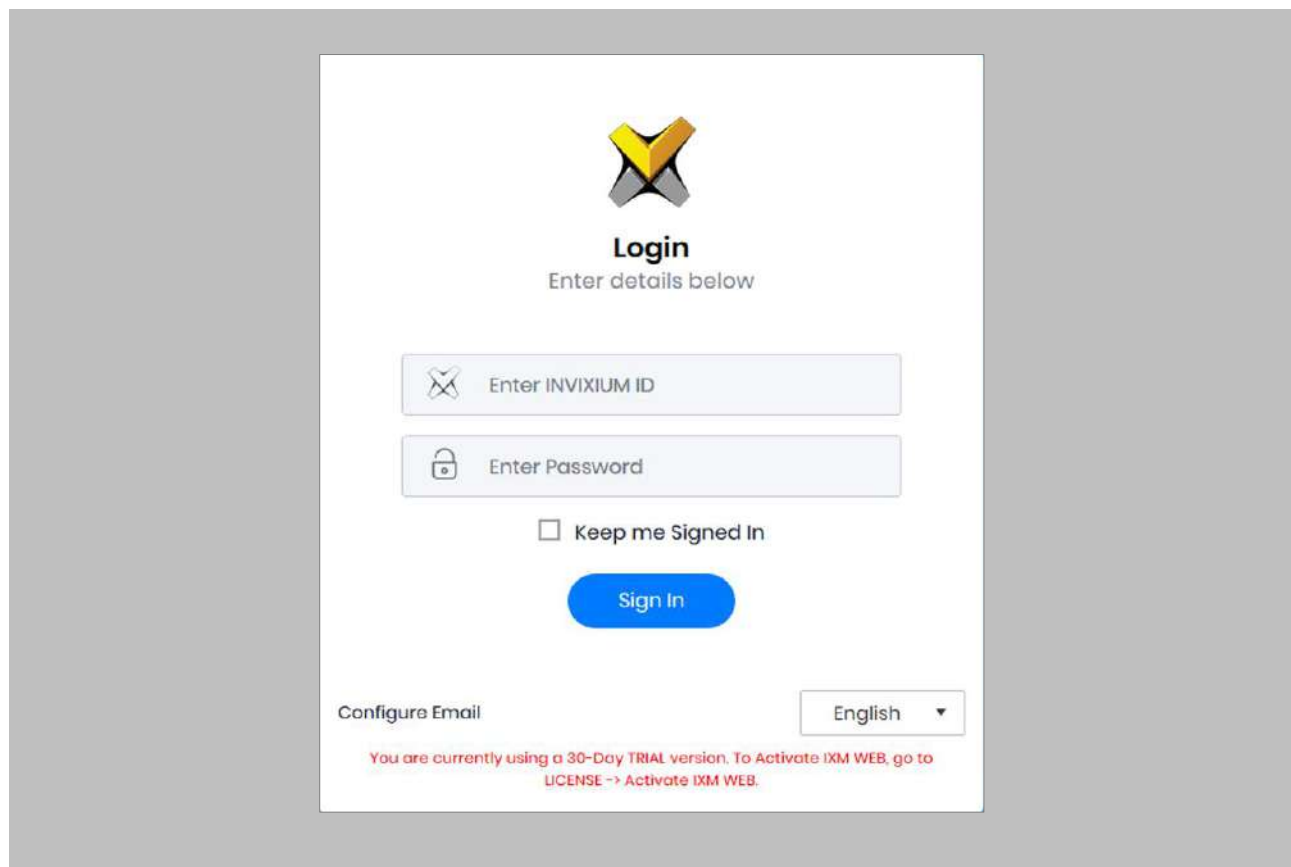 Login
Enter details below
Enter INVIXIUM ID
Enter Password
Keep me Signed In
Sign In
Configure Email
English
You are currently using a 30-Day TRIAL version. To Activate IXM WEB, go to
LICENSE -> Activate IXM WEB.